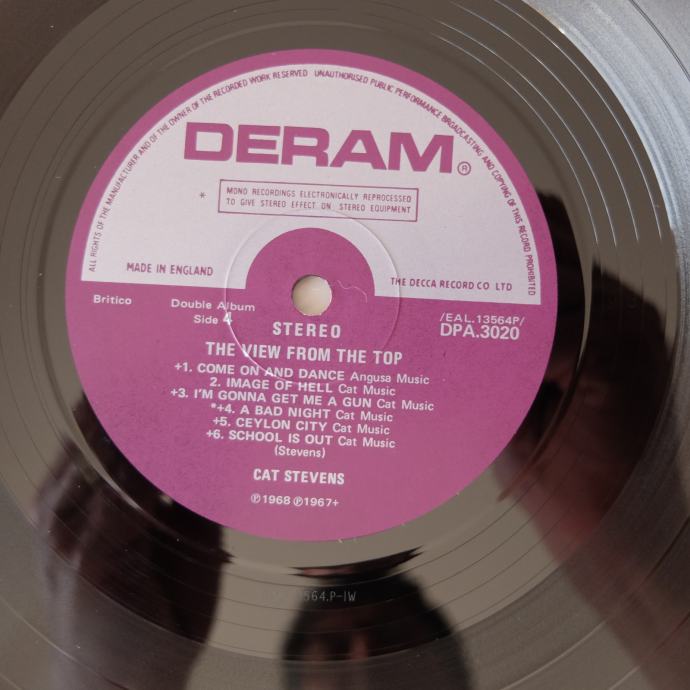 ALL RIGHTS OF THE MANUFACTURER AND OF THE OWNER OF THE RECORDED WORK RESERVED UNAUTHORISED PUBLIC PERFORMANCE BROADCASTING AND COPYING OF THIS RECORD PROHIBITED
DERAM®
* MONO RECORDINGS ELECTRONICALLY REPROCESSED
TO GIVE STEREO EFFECT ON STEREO EQUIPMENT
MADE IN ENGLAND
THE DECCA RECORD CO LTD
Britico
Double Album
Side 4
/EAL.13564P/
DPA.3020
STEREO
THE VIEW FROM THE TOP
+1. COME ON AND DANCE Angusa Music
2. IMAGE OF HELL Cat Music
+3. I'M GONNA GET ME A GUN Cat Music
*+4. A BAD NIGHT Cat Music
+5. CEYLON CITY Cat Music
+6. SCHOOL IS OUT Cat Music
(Stevens)
CAT STEVENS
℗1968 ℗1967+
564.P-1W